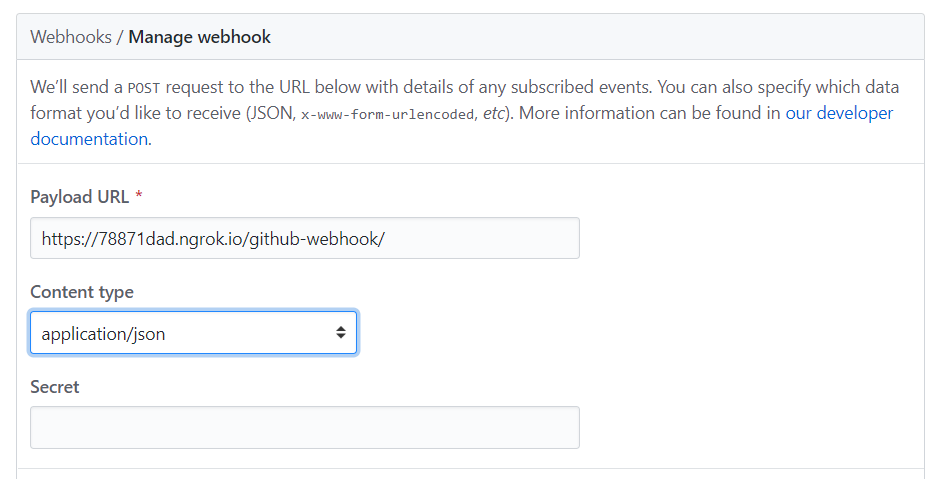 Webhooks / Manage webhook
We’ll send a POST request to the URL below with details of any subscribed events. You can also specify which data
format you’d like to receive (JSON, x-www-form-urlencoded, etc). More information can be found in our developer
documentation.
Payload URL *
https://78871dad.ngrok.io/github-webhook/
Content type
application/json
Secret